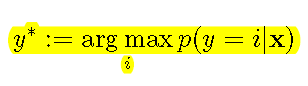 y* := arg max p(y = i|x)
i